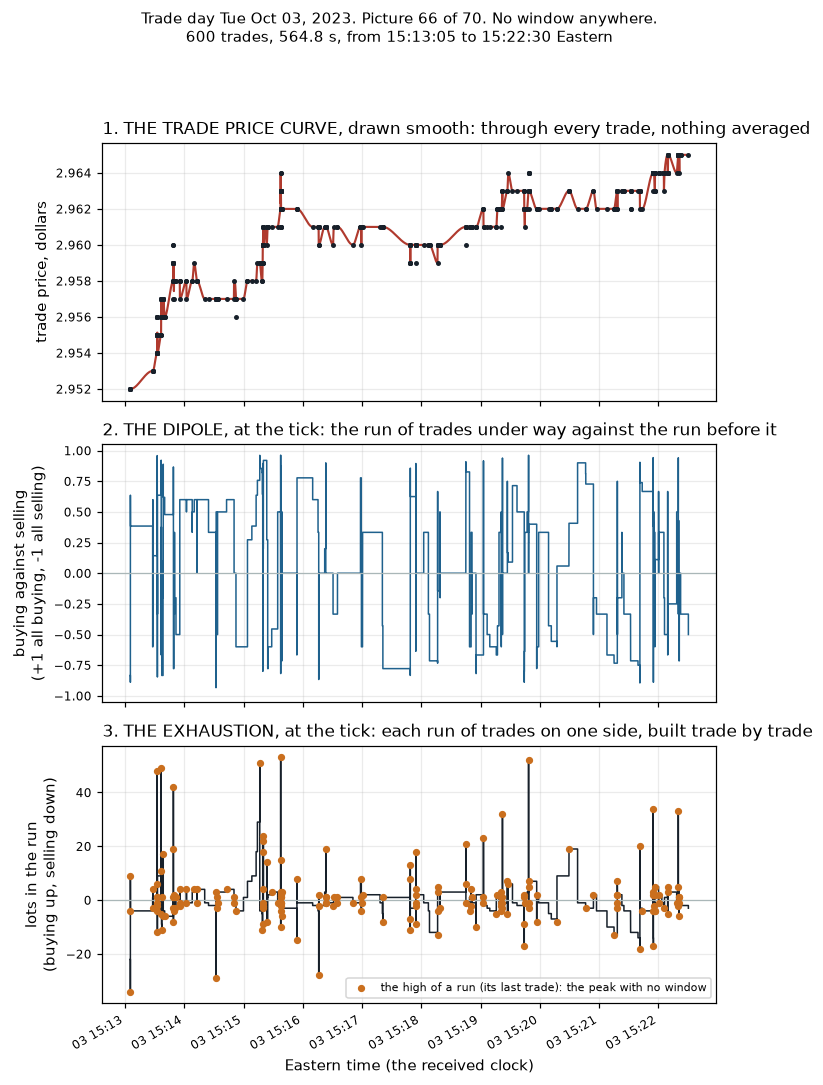 Trade day Tue Oct 03, 2023. Picture 66 of 70. No window anywhere.
600 trades, 564.8 s, from 15:13:05 to 15:22:30 Eastern
1. THE TRADE PRICE CURVE, drawn smooth: through every trade, nothing averaged
trade price, dollars
2.964
2.962
2.960
2.958
2.956
2.954
2.952
2. THE DIPOLE, at the tick: the run of trades under way against the run before it
buying against selling
(+1 all buying, -1 all selling)
1.00
0.75
0.50
0.25
0.00
−0.25
−0.50
−0.75
−1.00
3. THE EXHAUSTION, at the tick: each run of trades on one side, built trade by trade
lots in the run
(buying up, selling down)
40
20
0
−20
the high of a run (its last trade): the peak with no window
03 15:13
03 15:14
03 15:15
03 15:16
03 15:17
03 15:18
03 15:19
03 15:20
03 15:21
03 15:22
Eastern time (the received clock)